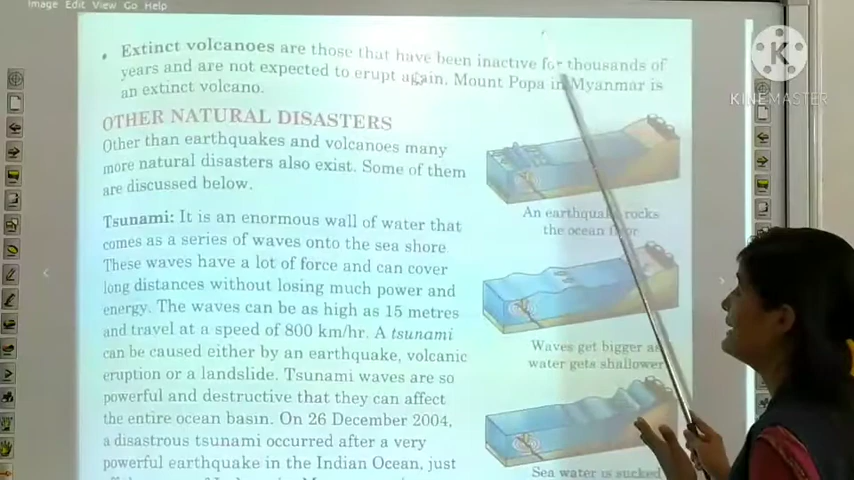 Image Edit View Go Help
• Extinct volcanoes are those that have been inactive for thousands of
years and are not expected to erupt again. Mount Popa in Myanmar is
an extinct volcano.
OTHER NATURAL DISASTERS
Other than earthquakes and volcanoes many
more natural disasters also exist. Some of them
are discussed below.
Tsunami: It is an enormous wall of water that
comes as a series of waves onto the sea shore.
These waves have a lot of force and can cover
long distances without losing much power and
energy. The waves can be as high as 15 metres
and travel at a speed of 800 km/hr. A tsunami
can be caused either by an earthquake, volcanic
eruption or a landslide. Tsunami waves are so
powerful and destructive that they can affect
the entire ocean basin. On 26 December 2004,
a disastrous tsunami occurred after a very
powerful earthquake in the Indian Ocean, just
An earthquake rocks
the ocean floor
Waves get bigger as
water gets shallower
Sea water is sucked
KINEMASTER